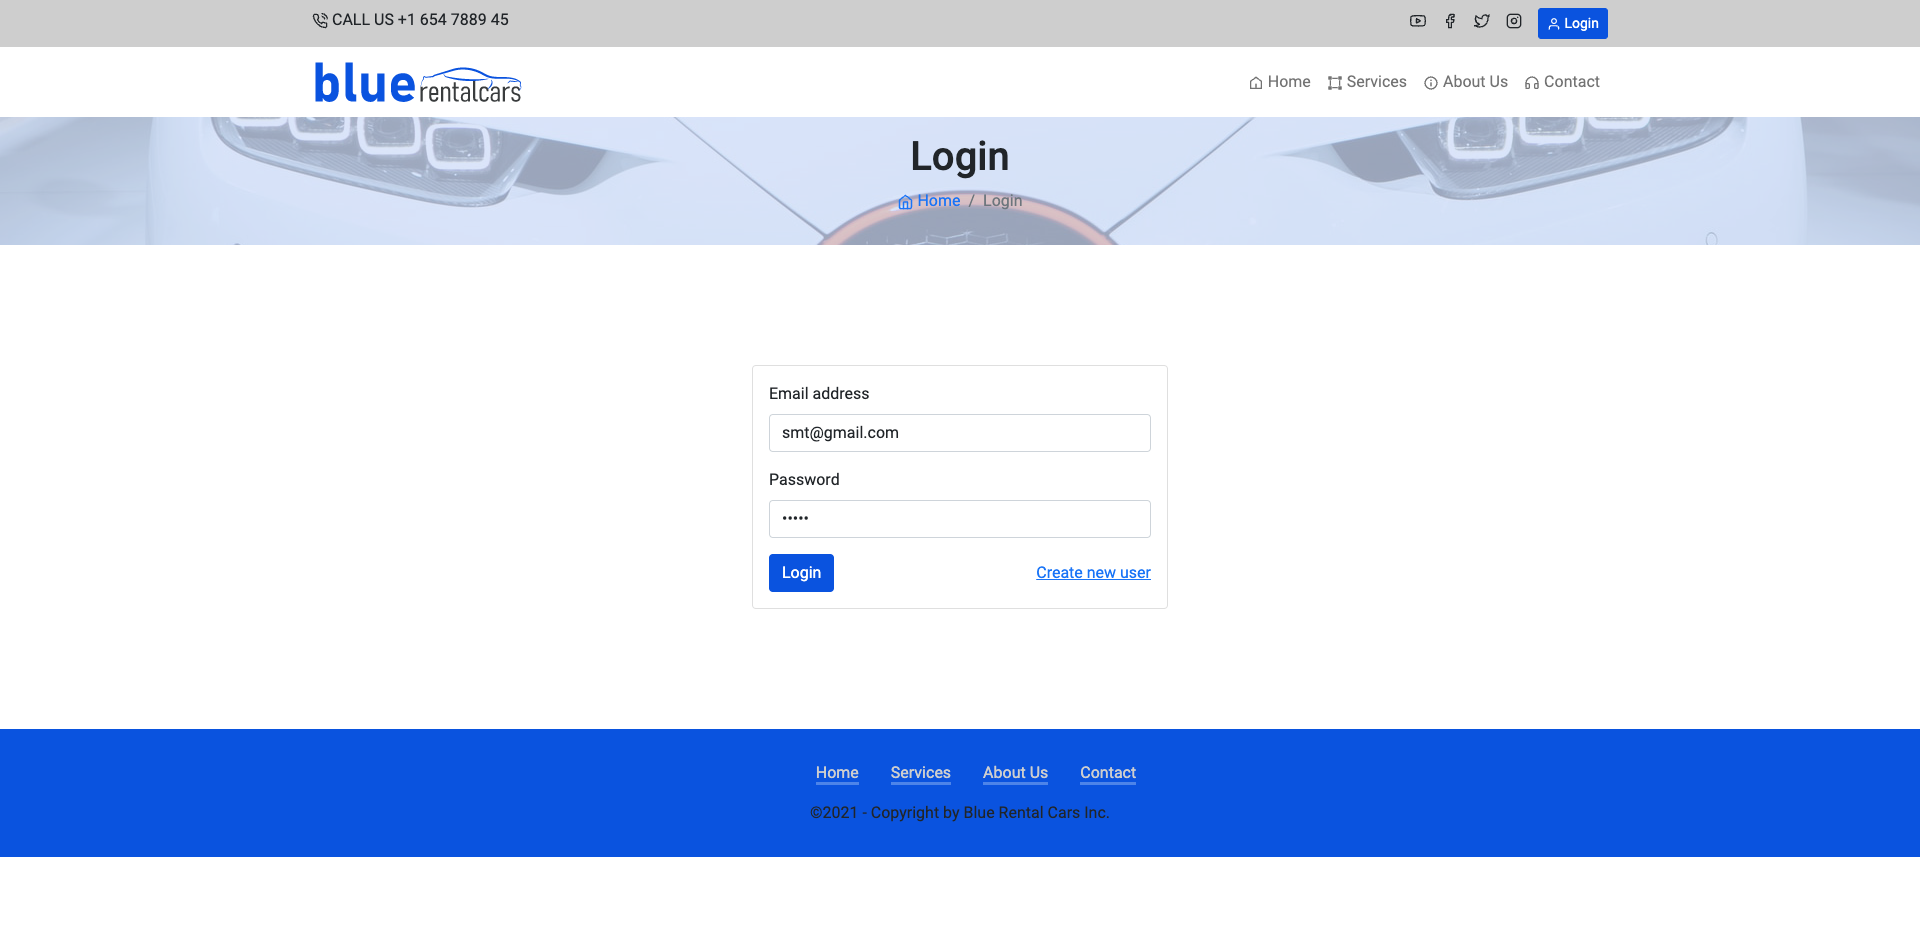 CALL US +1 654 7889 45
Login
blue rentalcars
Home Services About Us Contact
Login
Home / Login
Email address
smt@gmail.com
Password
•••••
Login Create new user
Home Services About Us Contact
©2021 - Copyright by Blue Rental Cars Inc.